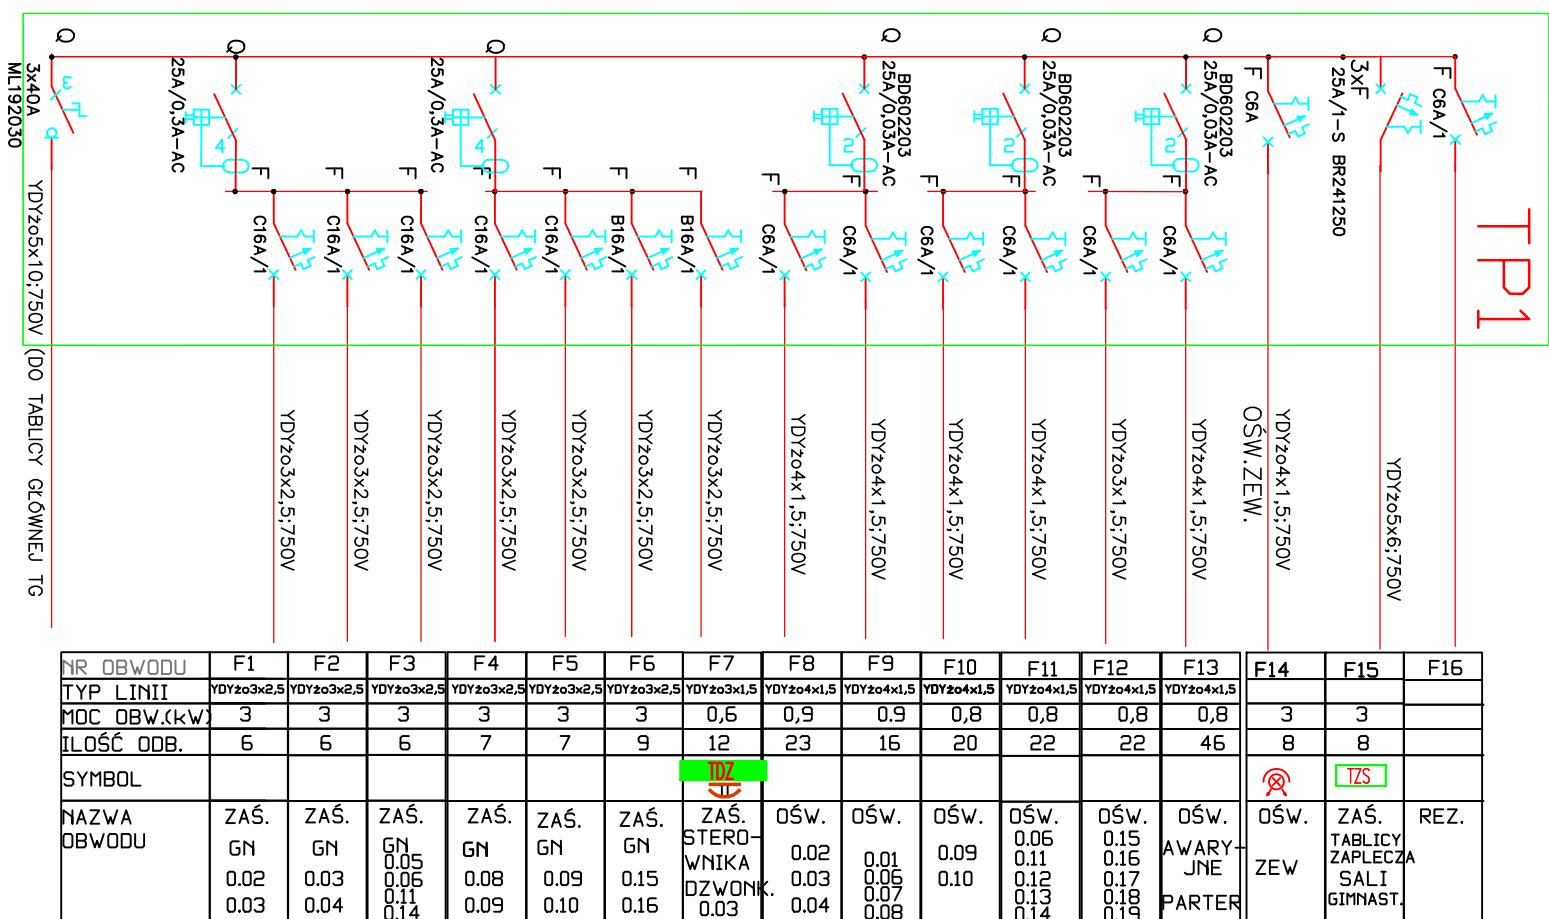 TP1
Q
Q
Q
Q
Q
Q
3x40A
ML192030
3
25A/0,3A-AC
4
25A/0,3A-AC
4
BD602203
25A/0,03A-AC
2
BD602203
25A/0,03A-AC
2
BD602203
25A/0,03A-AC
2
F C6A
3xF
25A/1-S BR241250
F C6A/1
F
F
F
F
F
F
F
F
F
F
F
C16A/1
C16A/1
C16A/1
C16A/1
C16A/1
B16A/1
B16A/1
C6A/1
C6A/1
C6A/1
C6A/1
C6A/1
C6A/1
YDYżo5x10;750V (DO TABLICY GŁÓWNEJ TG
YDYżo3x2,5;750V
YDYżo3x2,5;750V
YDYżo3x2,5;750V
YDYżo3x2,5;750V
YDYżo3x2,5;750V
YDYżo3x2,5;750V
YDYżo3x2,5;750V
YDYżo4x1,5;750V
YDYżo4x1,5;750V
YDYżo4x1,5;750V
YDYżo4x1,5;750V
YDYżo3x1,5;750V
YDYżo4x1,5;750V
YDYżo4x1,5;750V
OŚW.ZEW.
YDYżo5x6;750V
NR OBWODU F1 F2 F3 F4 F5 F6 F7 F8 F9 F10 F11 F12 F13 F14 F15 F16
TYP LINII YDYżo3x2,5 YDYżo3x2,5 YDYżo3x2,5 YDYżo3x2,5 YDYżo3x2,5 YDYżo3x2,5 YDYżo3x1,5 YDYżo4x1,5 YDYżo4x1,5 YDYżo4x1,5 YDYżo4x1,5 YDYżo4x1,5 YDYżo4x1,5
MOC OBW.(kW) 3 3 3 3 3 3 0,6 0,9 0.9 0,8 0,8 0,8 0,8 3 3
ILOŚĆ ODB. 6 6 6 7 7 9 12 23 16 20 22 22 46 8 8
SYMBOL TDZ TZS
NAZWA OBWODU
ZAŚ. GN 0.02 0.03
ZAŚ. GN 0.03 0.04
ZAŚ. GN 0.05 0.06 0.11 0.14
ZAŚ. GN 0.08 0.09
ZAŚ. GN 0.09 0.10
ZAŚ. GN 0.15 0.16
ZAŚ. STERO-WNIKA DZWONK. 0.03
OŚW. 0.02 0.03 0.04
OŚW. 0.01 0.06 0.07 0.08
OŚW. 0.09 0.10
OŚW. 0.06 0.11 0.12 0.13 0.14
OŚW. 0.15 0.16 0.17 0.18 0.19
OŚW. AWARY-JNE PARTER
OŚW. ZEW
ZAŚ. TABLICY ZAPLECZA SALI GIMNAST.
REZ.